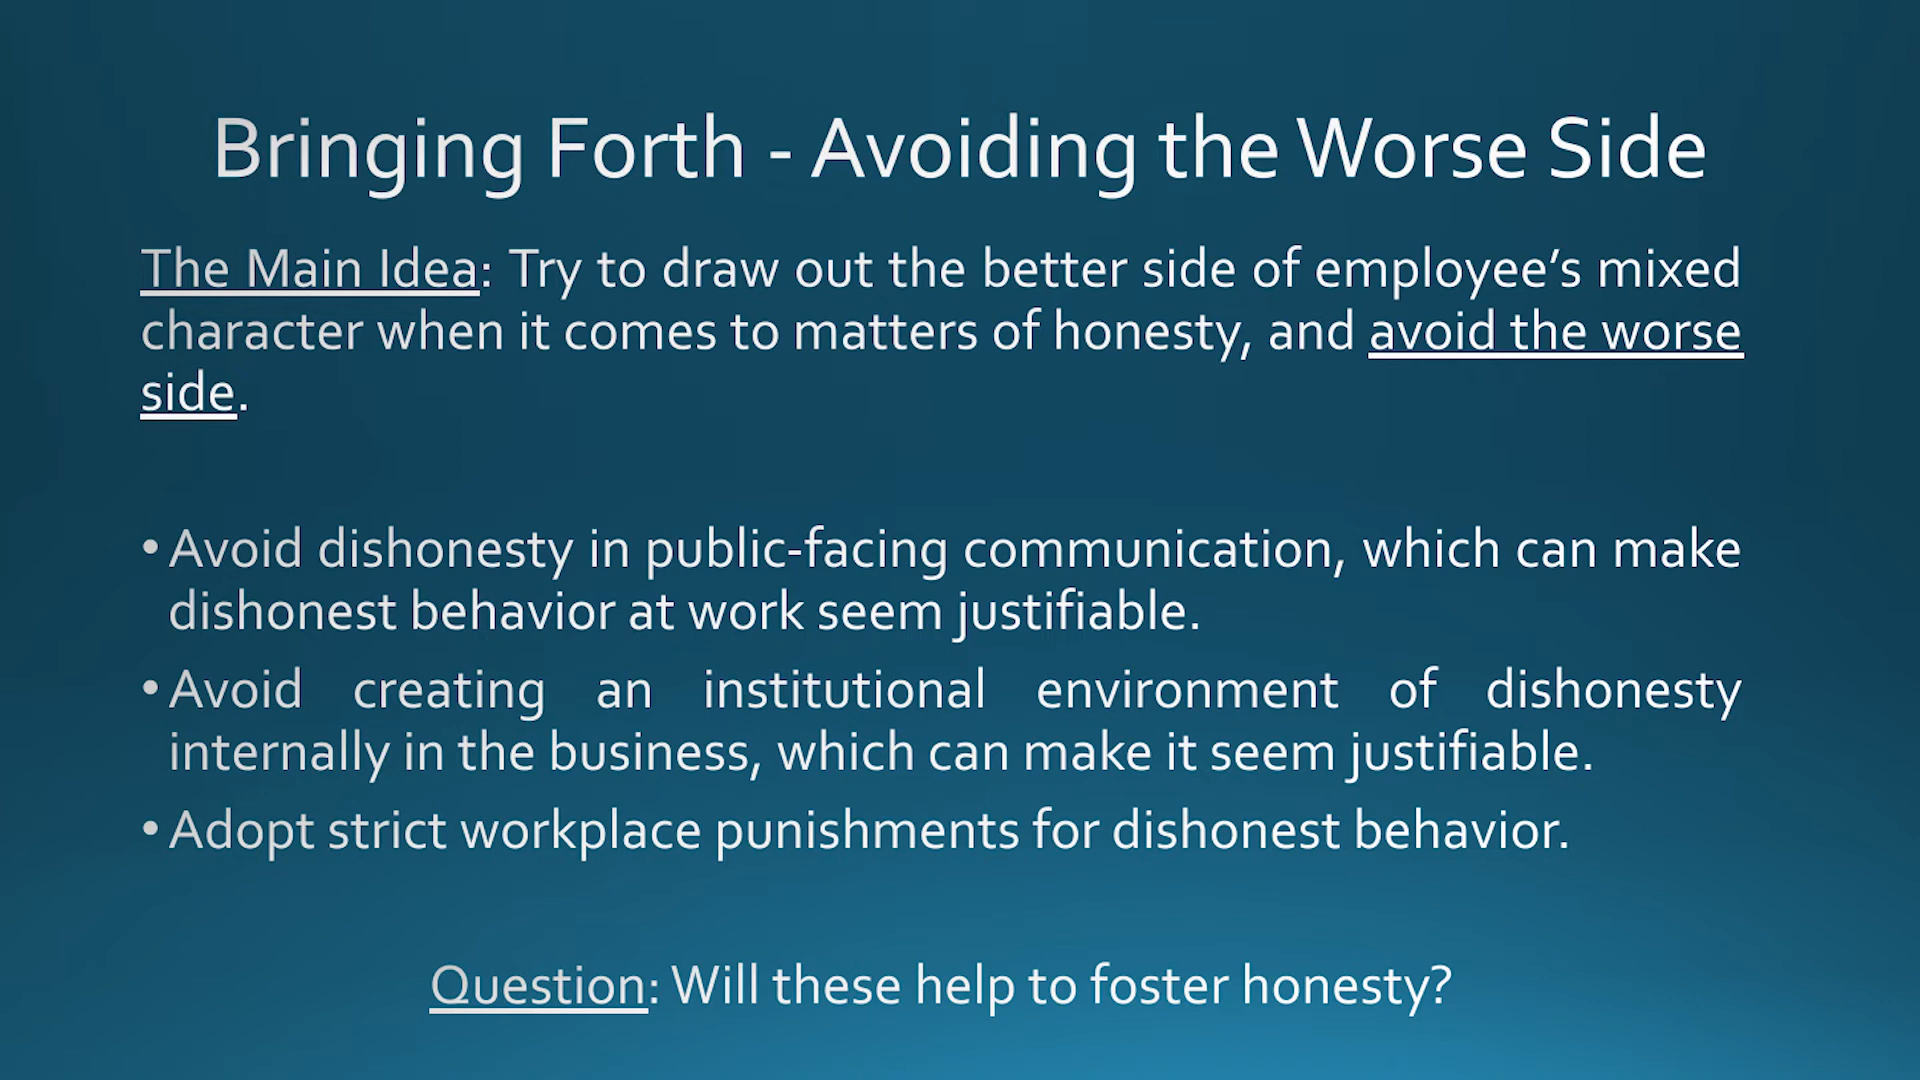 Bringing Forth - Avoiding the Worse Side
The Main Idea: Try to draw out the better side of employee’s mixed
character when it comes to matters of honesty, and avoid the worse
side.
• Avoid dishonesty in public-facing communication, which can make
dishonest behavior at work seem justifiable.
• Avoid creating an institutional environment of dishonesty
internally in the business, which can make it seem justifiable.
• Adopt strict workplace punishments for dishonest behavior.
Question: Will these help to foster honesty?